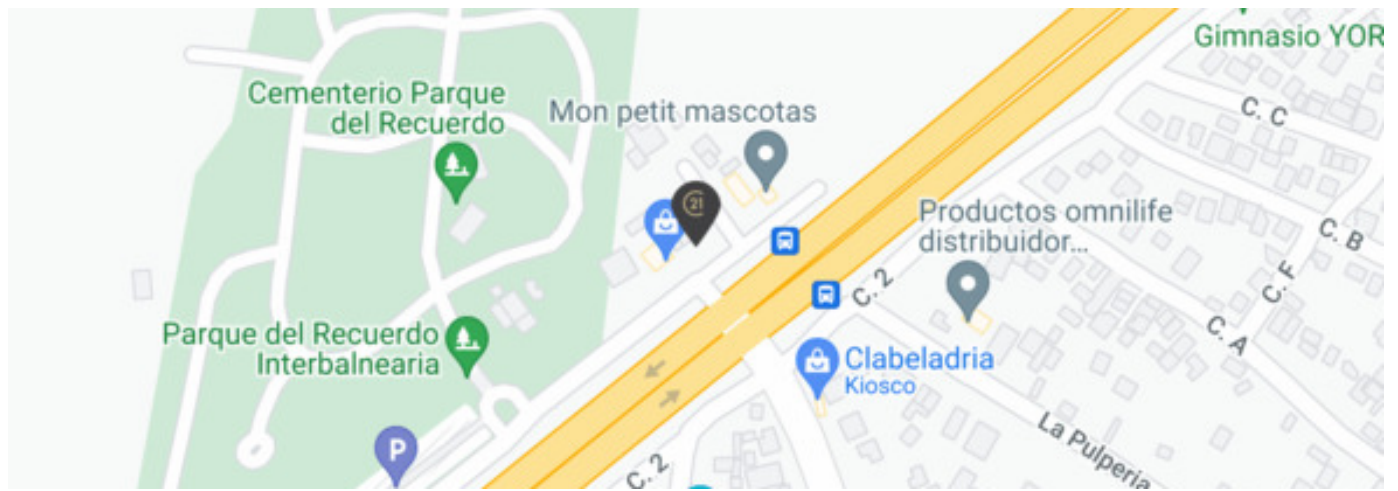 Gimnasio YOR
Cementerio Parque
del Recuerdo
Mon petit mascotas
C. C
21
Productos omnilife
distribuidor...
C. B
C. 2
C. F
C. A
Parque del Recuerdo
Interbalnearia
Clabeladria
Kiosco
La Pulperia
P
C. 2